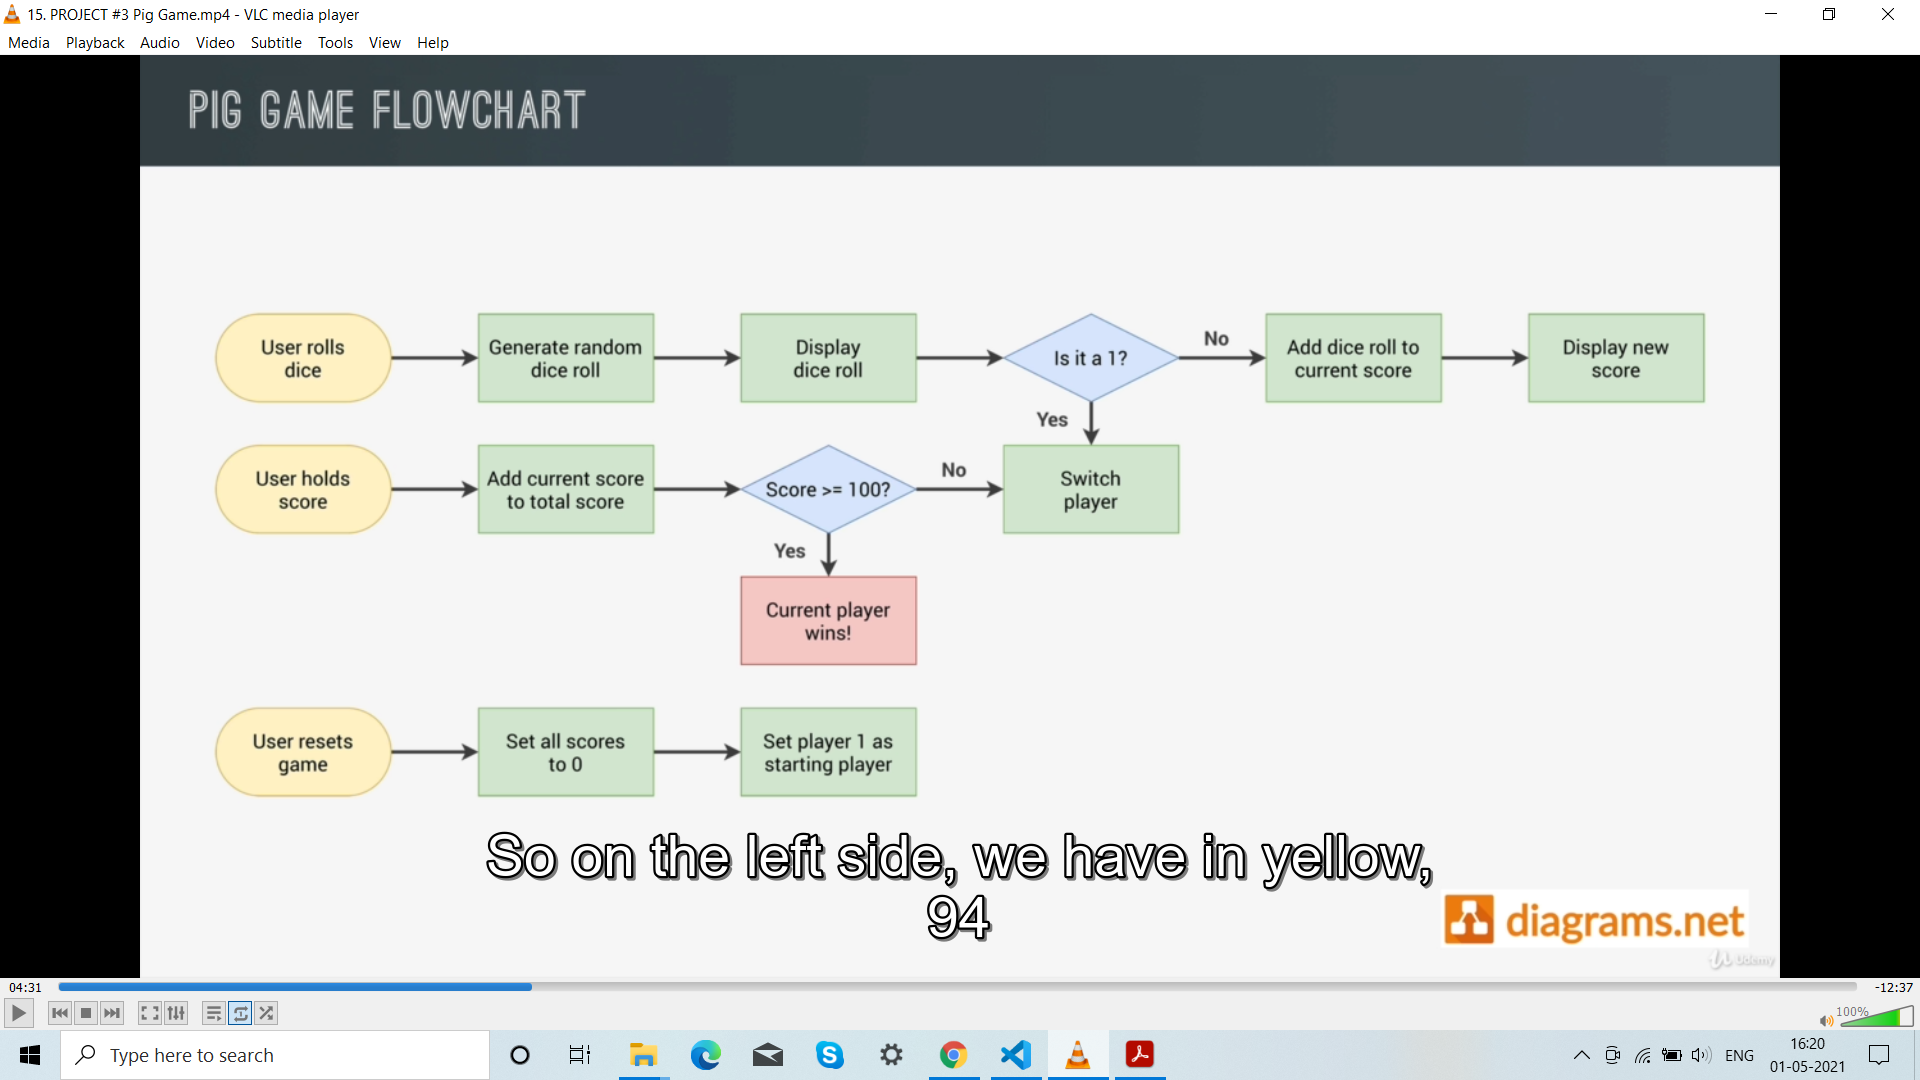 15. PROJECT #3 Pig Game.mp4 - VLC media player
Media Playback Audio Video Subtitle Tools View Help
PIG GAME FLOWCHART
User rolls
dice
Generate random
dice roll
Display
dice roll
Is it a 1?
No
Add dice roll to
current score
Display new
score
Yes
User holds
score
Add current score
to total score
Score >= 100?
No
Switch
player
Yes
Current player
wins!
User resets
game
Set all scores
to 0
Set player 1 as
starting player
So on the left side, we have in yellow,
94
diagrams.net
Udemy
04:31
-12:37
100%
Type here to search
ENG
16:20
01-05-2021